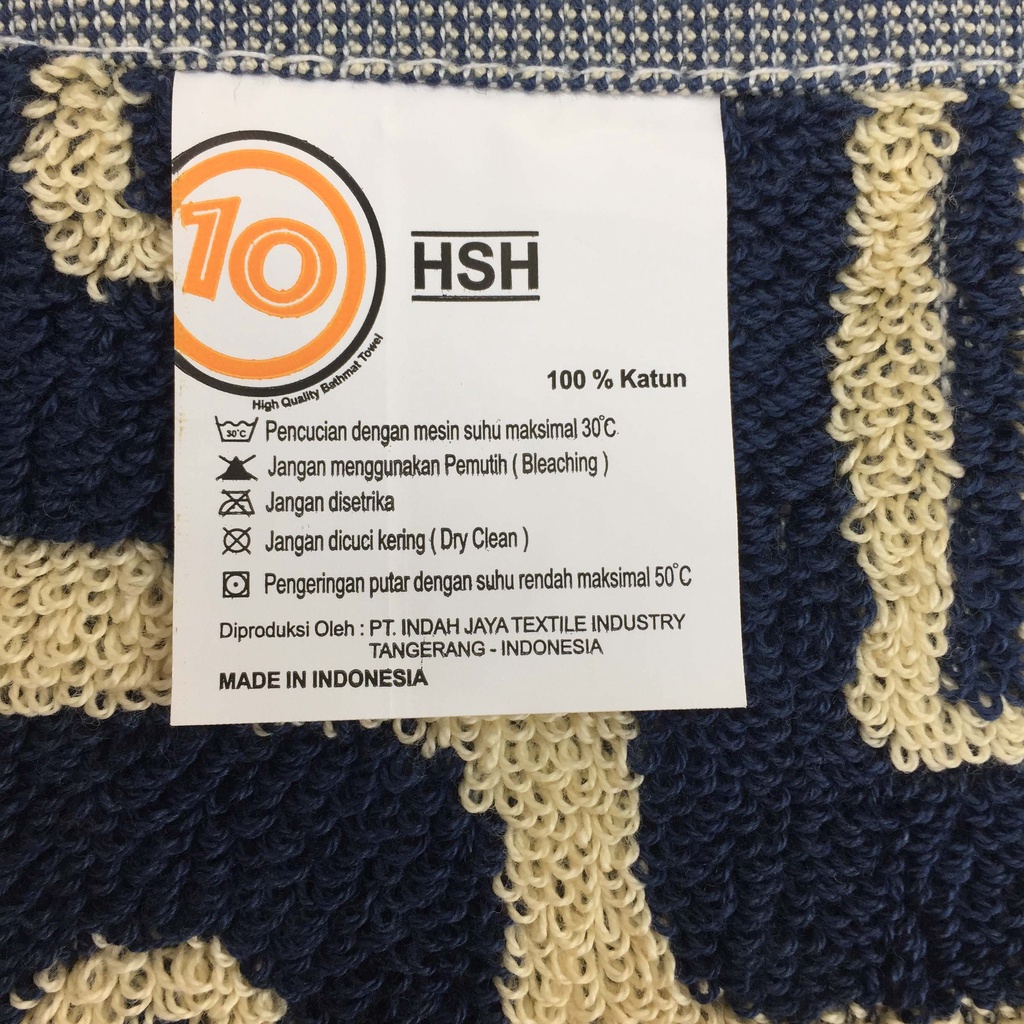 10
High Quality Bathmat Towel
HSH
100 % Katun
30°C
Pencucian dengan mesin suhu maksimal 30°C
Jangan menggunakan Pemutih ( Bleaching )
Jangan disetrika
Jangan dicuci kering ( Dry Clean )
Pengeringan putar dengan suhu rendah maksimal 50°C
Diproduksi Oleh : PT. INDAH JAYA TEXTILE INDUSTRY
TANGERANG - INDONESIA
MADE IN INDONESIA